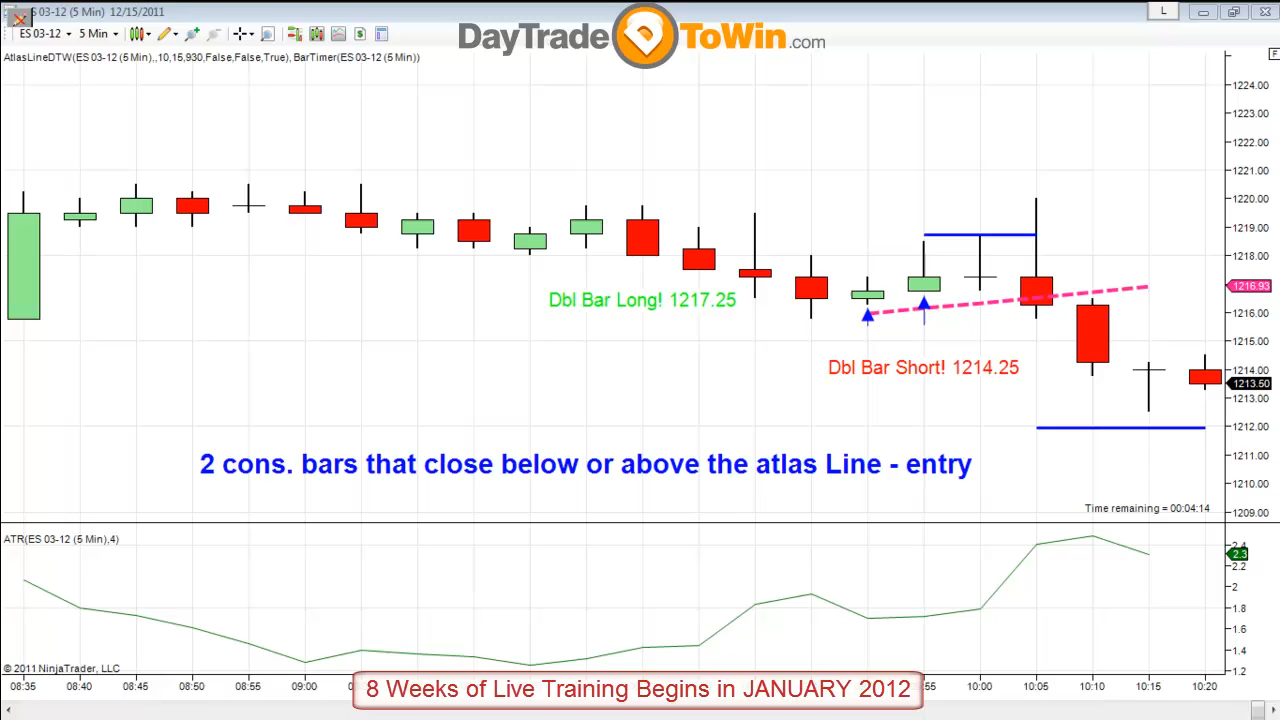 ES 03-12 (5 Min) 12/15/2011
L
ES 03-12 5 Min
$
DayTradeToWin.com
AtlasLineDTW(ES 03-12 (5 Min),,10,15,930,False,False,True), BarTimer(ES 03-12 (5 Min))
F
1224.00
1223.00
1222.00
1221.00
1220.00
1219.00
1218.00
1216.93
Dbl Bar Long! 1217.25
1216.00
1215.00
Dbl Bar Short! 1214.25
1214.00
1213.50
1213.00
1212.00
2 cons. bars that close below or above the atlas Line - entry
1211.00
1210.00
Time remaining = 00:04:14
1209.00
ATR(ES 03-12 (5 Min),4)
2.4
2.3
2.2
2
1.8
1.6
1.4
1.2
© 2011 NinjaTrader, LLC
08:35 08:40 08:45 08:50 08:55 09:00 10:00 10:05 10:10 10:15 10:20
8 Weeks of Live Training Begins in JANUARY 2012